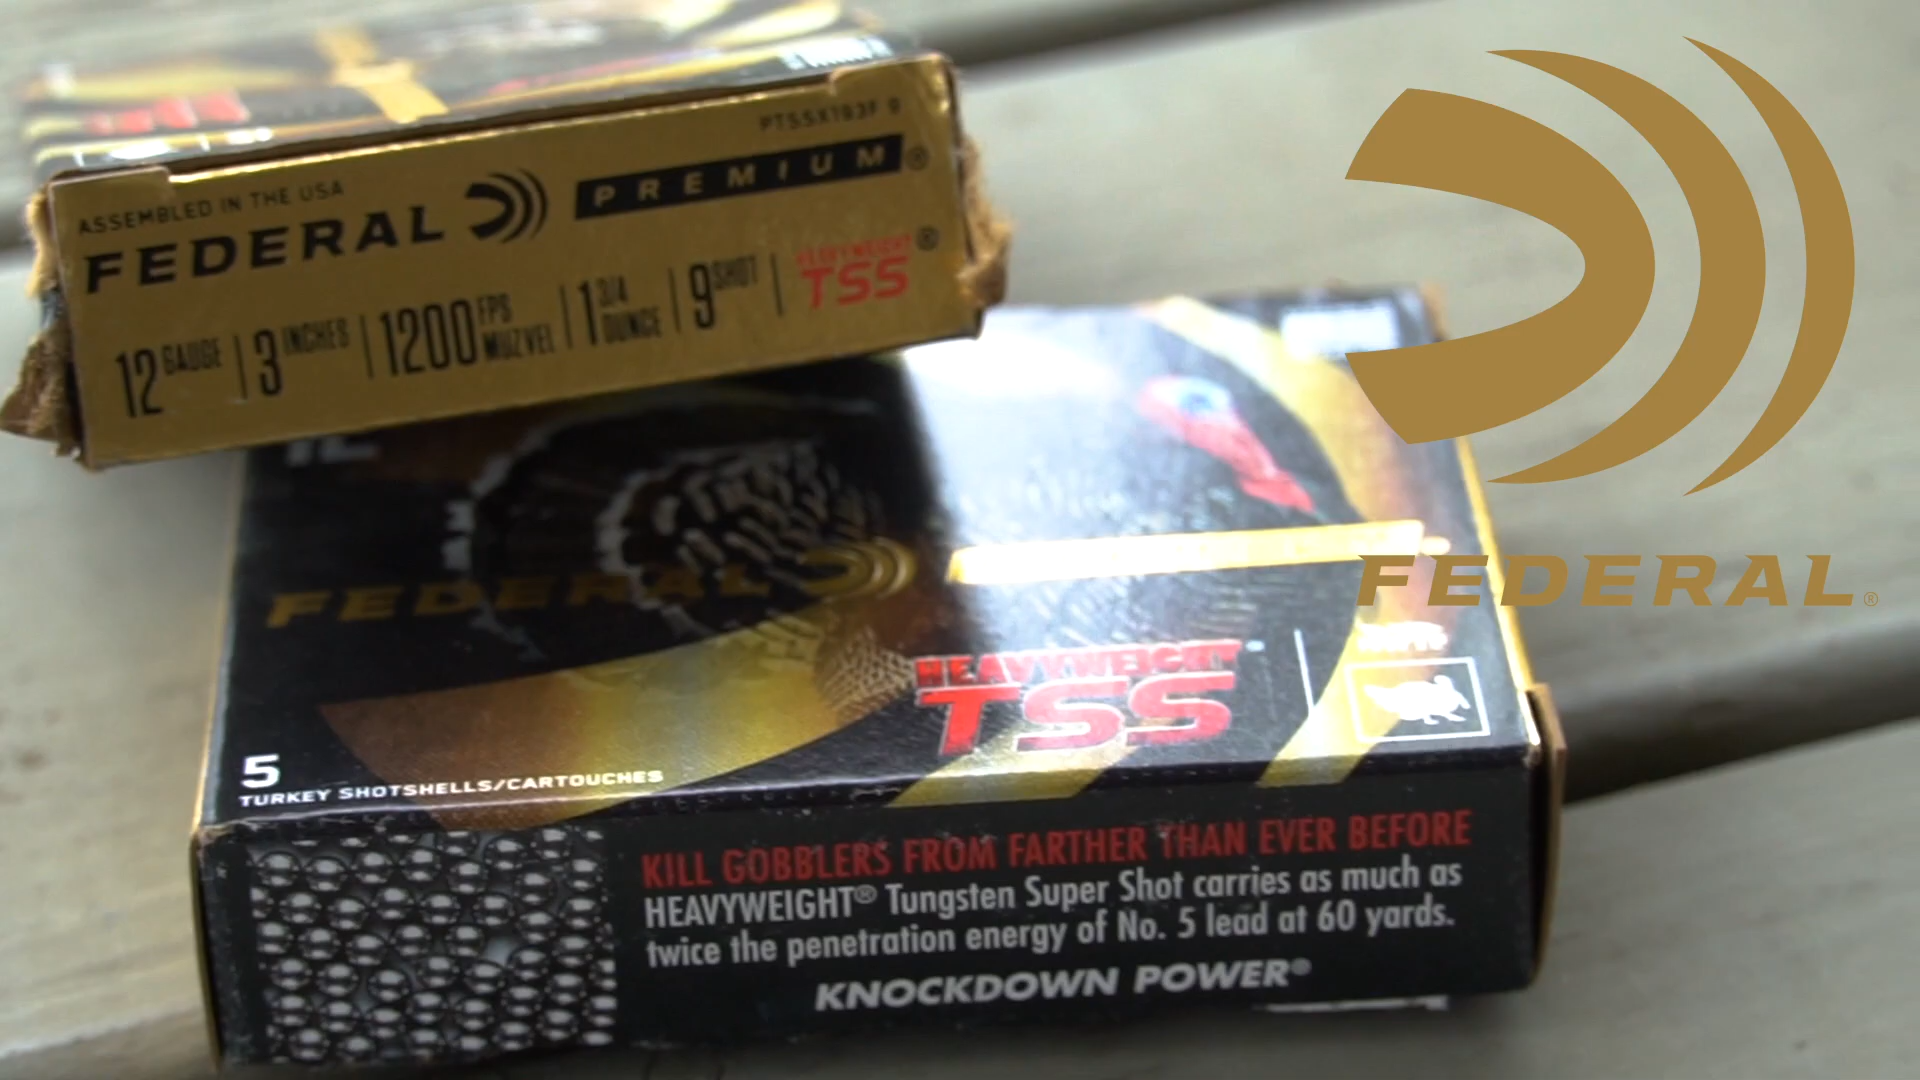 PTSSX193F 9
ASSEMBLED IN THE USA
FEDERAL PREMIUM®
12 GAUGE | 3 INCHES | 1200 FPS MUZ VEL | 1 3/4 OUNCE | 9 SHOT | HEAVYWEIGHT® TSS
12
FEDERAL
HEAVYWEIGHT™
TSS
5
TURKEY SHOTSHELLS/CARTOUCHES
KILL GOBBLERS FROM FARTHER THAN EVER BEFORE
HEAVYWEIGHT® Tungsten Super Shot carries as much as
twice the penetration energy of No. 5 lead at 60 yards.
KNOCKDOWN POWER®
FEDERAL®